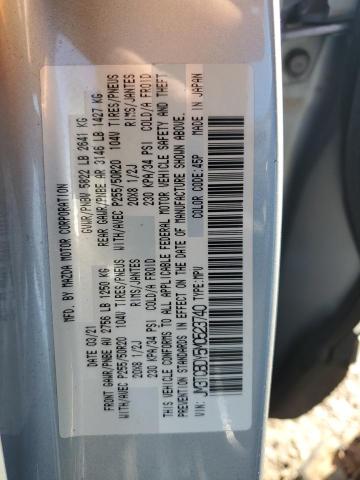 MFD BY MAZDA MOTOR CORPORATION
03/21 GVWR/PNBV 5822 LB 2641 KG
FRONT GAWR/PNBE AV 2756 LB 1250 KG REAR GAWR/PNBE AR 3146 LB 1427 KG
WITH/AVEC P255/50R20 104V TIRES/PNEUS WITH/AVEC P255/50R20 104V TIRES/PNEUS
20X8 1/2J RIMS/JANTES 20X8 1/2J RIMS/JANTES
230 KPA/34 PSI COLD/A FROID 230 KPA/34 PSI COLD/A FROID
THIS VEHICLE CONFORMS TO ALL APPLICABLE FEDERAL MOTOR VEHICLE SAFETY AND THEFT
PREVENTION STANDARDS IN EFFECT ON THE DATE OF MANUFACTURE SHOWN ABOVE.
VIN: TYPE:MPV COLOR CODE:45P MADE IN JAPAN